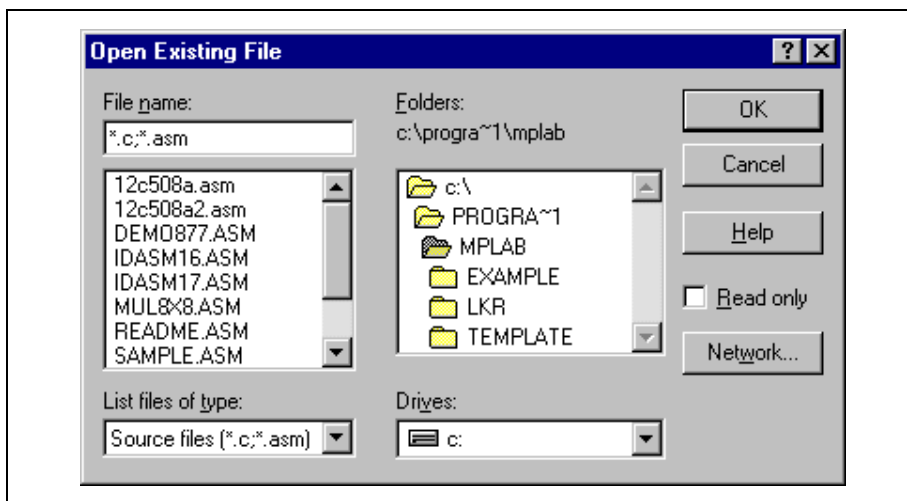 Open Existing File
File name:
*.c;*.asm
12c508a.asm
12c508a2.asm
DEMO877.ASM
IDASM16.ASM
IDASM17.ASM
MUL8X8.ASM
README.ASM
SAMPLE.ASM
List files of type:
Source files (*.c;*.asm)
Folders:
c:\progra~1\mplab
c:\
PROGRA~1
MPLAB
EXAMPLE
LKR
TEMPLATE
Drives:
c:
OK
Cancel
Help
Read only
Network...